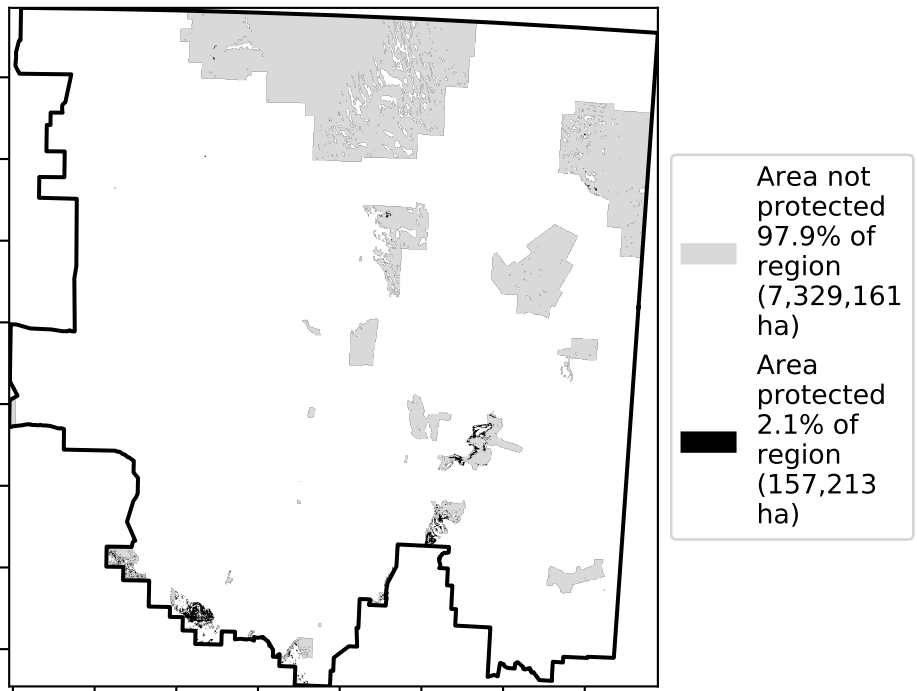 Area not
protected
97.9% of
region
(7,329,161
ha)
Area
protected
2.1% of
region
(157,213
ha)